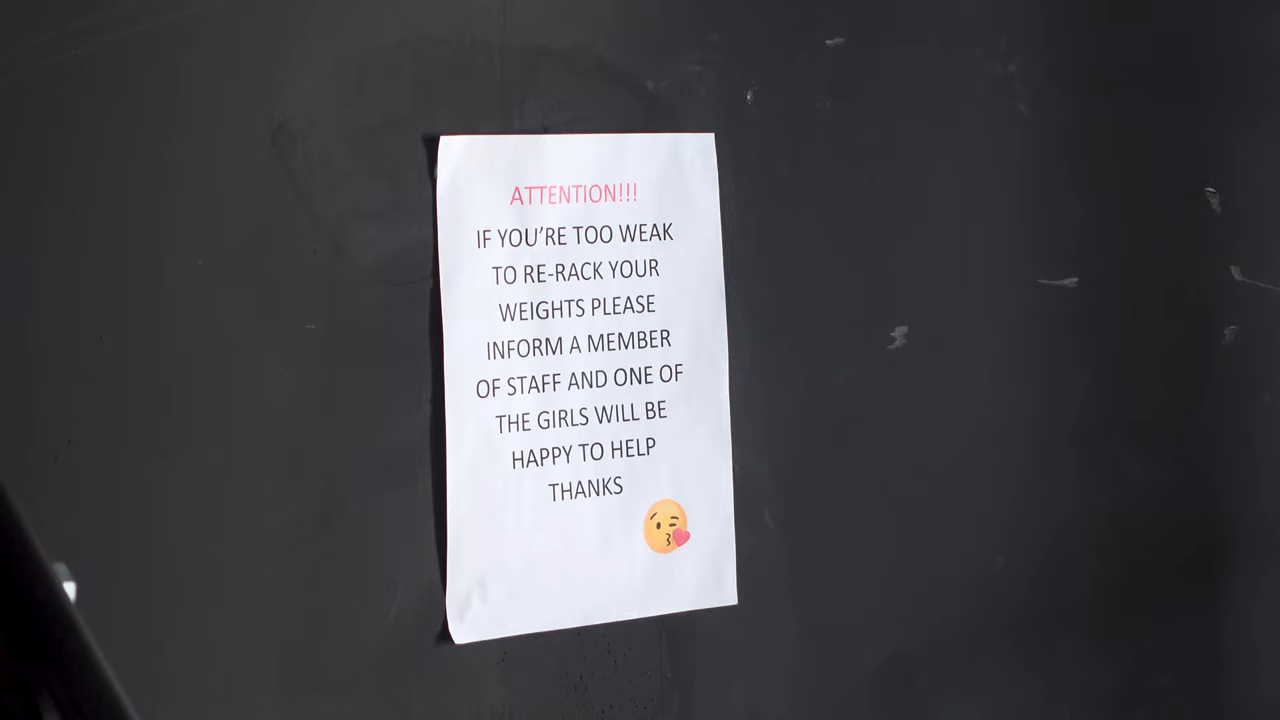 ATTENTION!!!
IF YOU'RE TOO WEAK
TO RE-RACK YOUR
WEIGHTS PLEASE
INFORM A MEMBER
OF STAFF AND ONE OF
THE GIRLS WILL BE
HAPPY TO HELP
THANKS